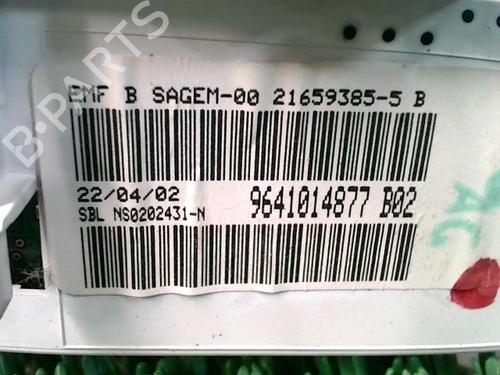 B-PARTS
EMF B SAGEM-00 21659385-5 B
22/04/02
SBL NS0202431-N
9641014877 B02